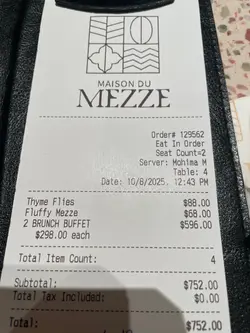 MAISON DU
MEZZE
Order# 129562
Eat In Order
Seat Count=2
Server: Mohima M
Table: 4
Date: 10/8/2025, 12:43 PM
Thyme Flies $88.00
Fluffy Mezze $68.00
2 BRUNCH BUFFET $596.00
$298.00 each
Total Item Count: 4
Subtotal: $752.00
Total Tax Included: $0.00
Total: $752.00